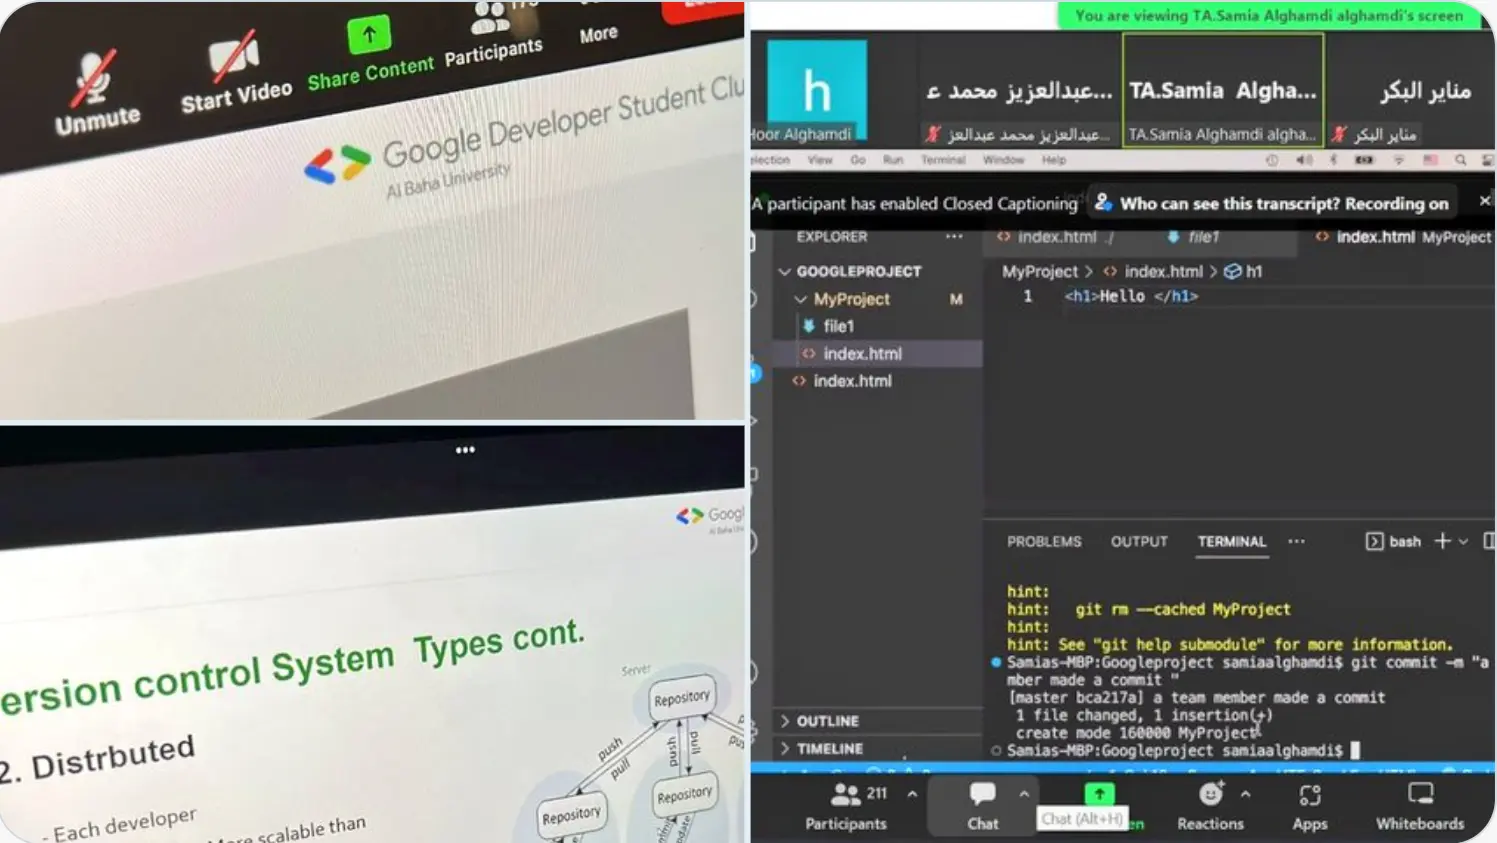 Unmute
Start Video
Share Content
Participants
More
Google Developer Student Clu
Al Baha University
ersion control System Types cont.
2. Distrbuted
- Each developer
More scalable than
Server
Repository
push
pull
push
pull
Repository
Repository
You are viewing TA.Samia Alghamdi alghamdi's screen
h
Hoor Alghamdi
عبدالعزيز محمد ع...
عبدالعزيز محمد عبدالعز...
TA.Samia Algha...
TA.Samia Alghamdi algha...
مناير البكر
مناير البكر
election View Go Run Terminal Window Help
A participant has enabled Closed Captioning
Who can see this transcript? Recording on
EXPLORER
index.html ./
file1
index.html MyProject
GOOGLEPROJECT
MyProject > index.html > h1
MyProject M
1 <h1>Hello </h1>
file1
index.html
index.html
PROBLEMS OUTPUT TERMINAL ... bash
hint:
hint: git rm --cached MyProject
hint:
hint: See "git help submodule" for more information.
Samias-MBP:Googleproject samiaalghamdi$ git commit -m "a
mber made a commit "
[master bca217a] a team member made a commit
1 file changed, 1 insertion(+)
create mode 160000 MyProject
Samias-MBP:Googleproject samiaalghamdi$
OUTLINE
TIMELINE
211
Participants
Chat
Chat (Alt+H)
en
Reactions
Apps
Whiteboards